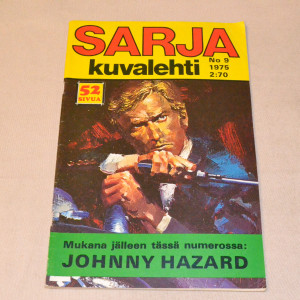 SARJA
kuvalehti
No 9
1975
2:70
52
SIVUA
Mukana jälleen tässä numerossa:
JOHNNY HAZARD